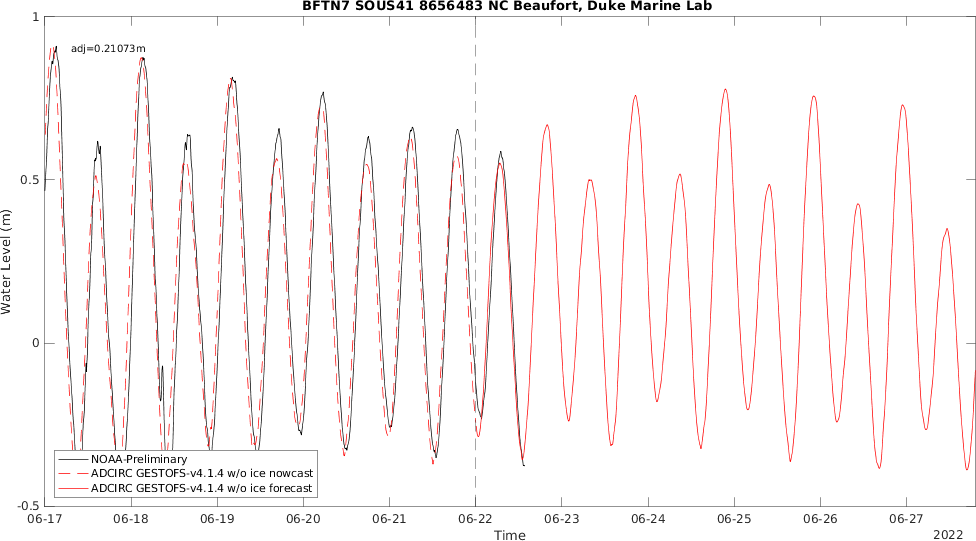 BFTN7 SOUS41 8656483 NC Beaufort, Duke Marine Lab
adj=0.21073m
1
0.5
0
-0.5
Water Level (m)
NOAA-Preliminary
ADCIRC GESTOFS-v4.1.4 w/o ice nowcast
ADCIRC GESTOFS-v4.1.4 w/o ice forecast
06-17 06-18 06-19 06-20 06-21 06-22 06-23 06-24 06-25 06-26 06-27
Time
2022